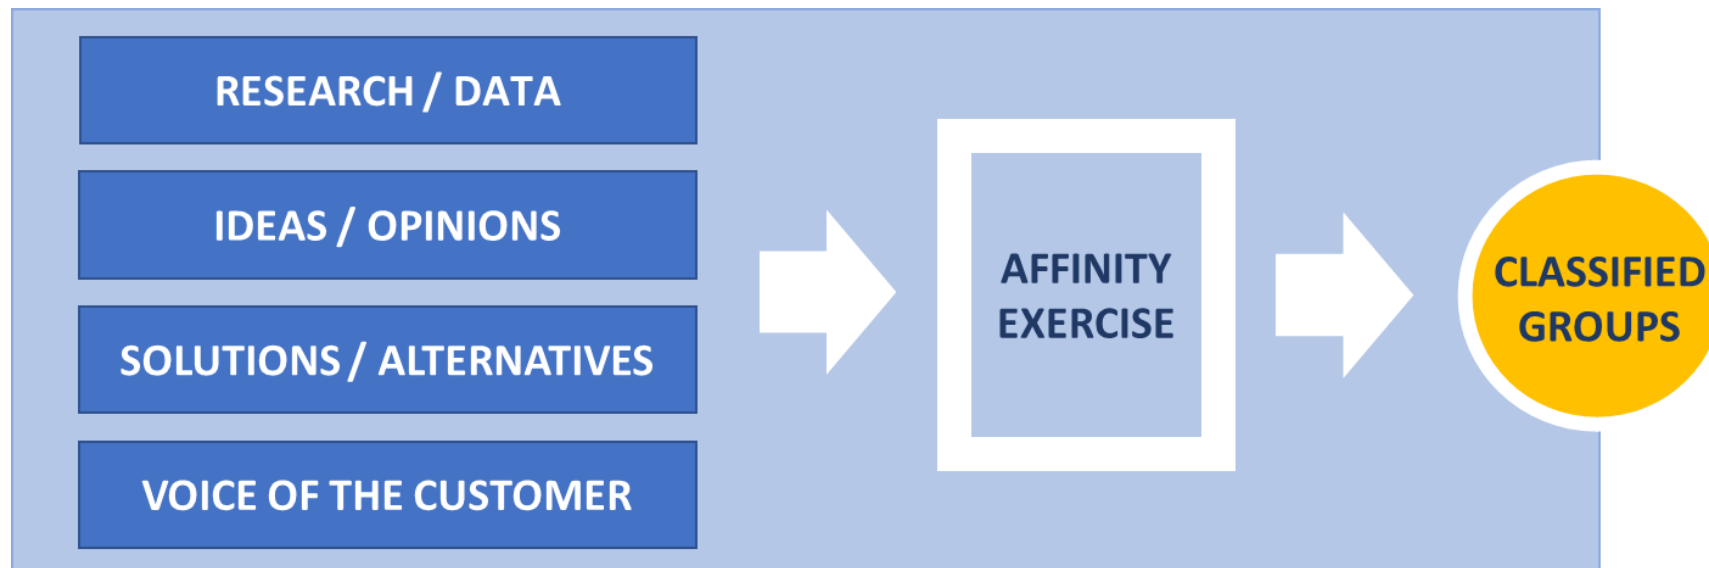 RESEARCH / DATA
IDEAS / OPINIONS
SOLUTIONS / ALTERNATIVES
VOICE OF THE CUSTOMER
AFFINITY
EXERCISE
CLASSIFIED
GROUPS